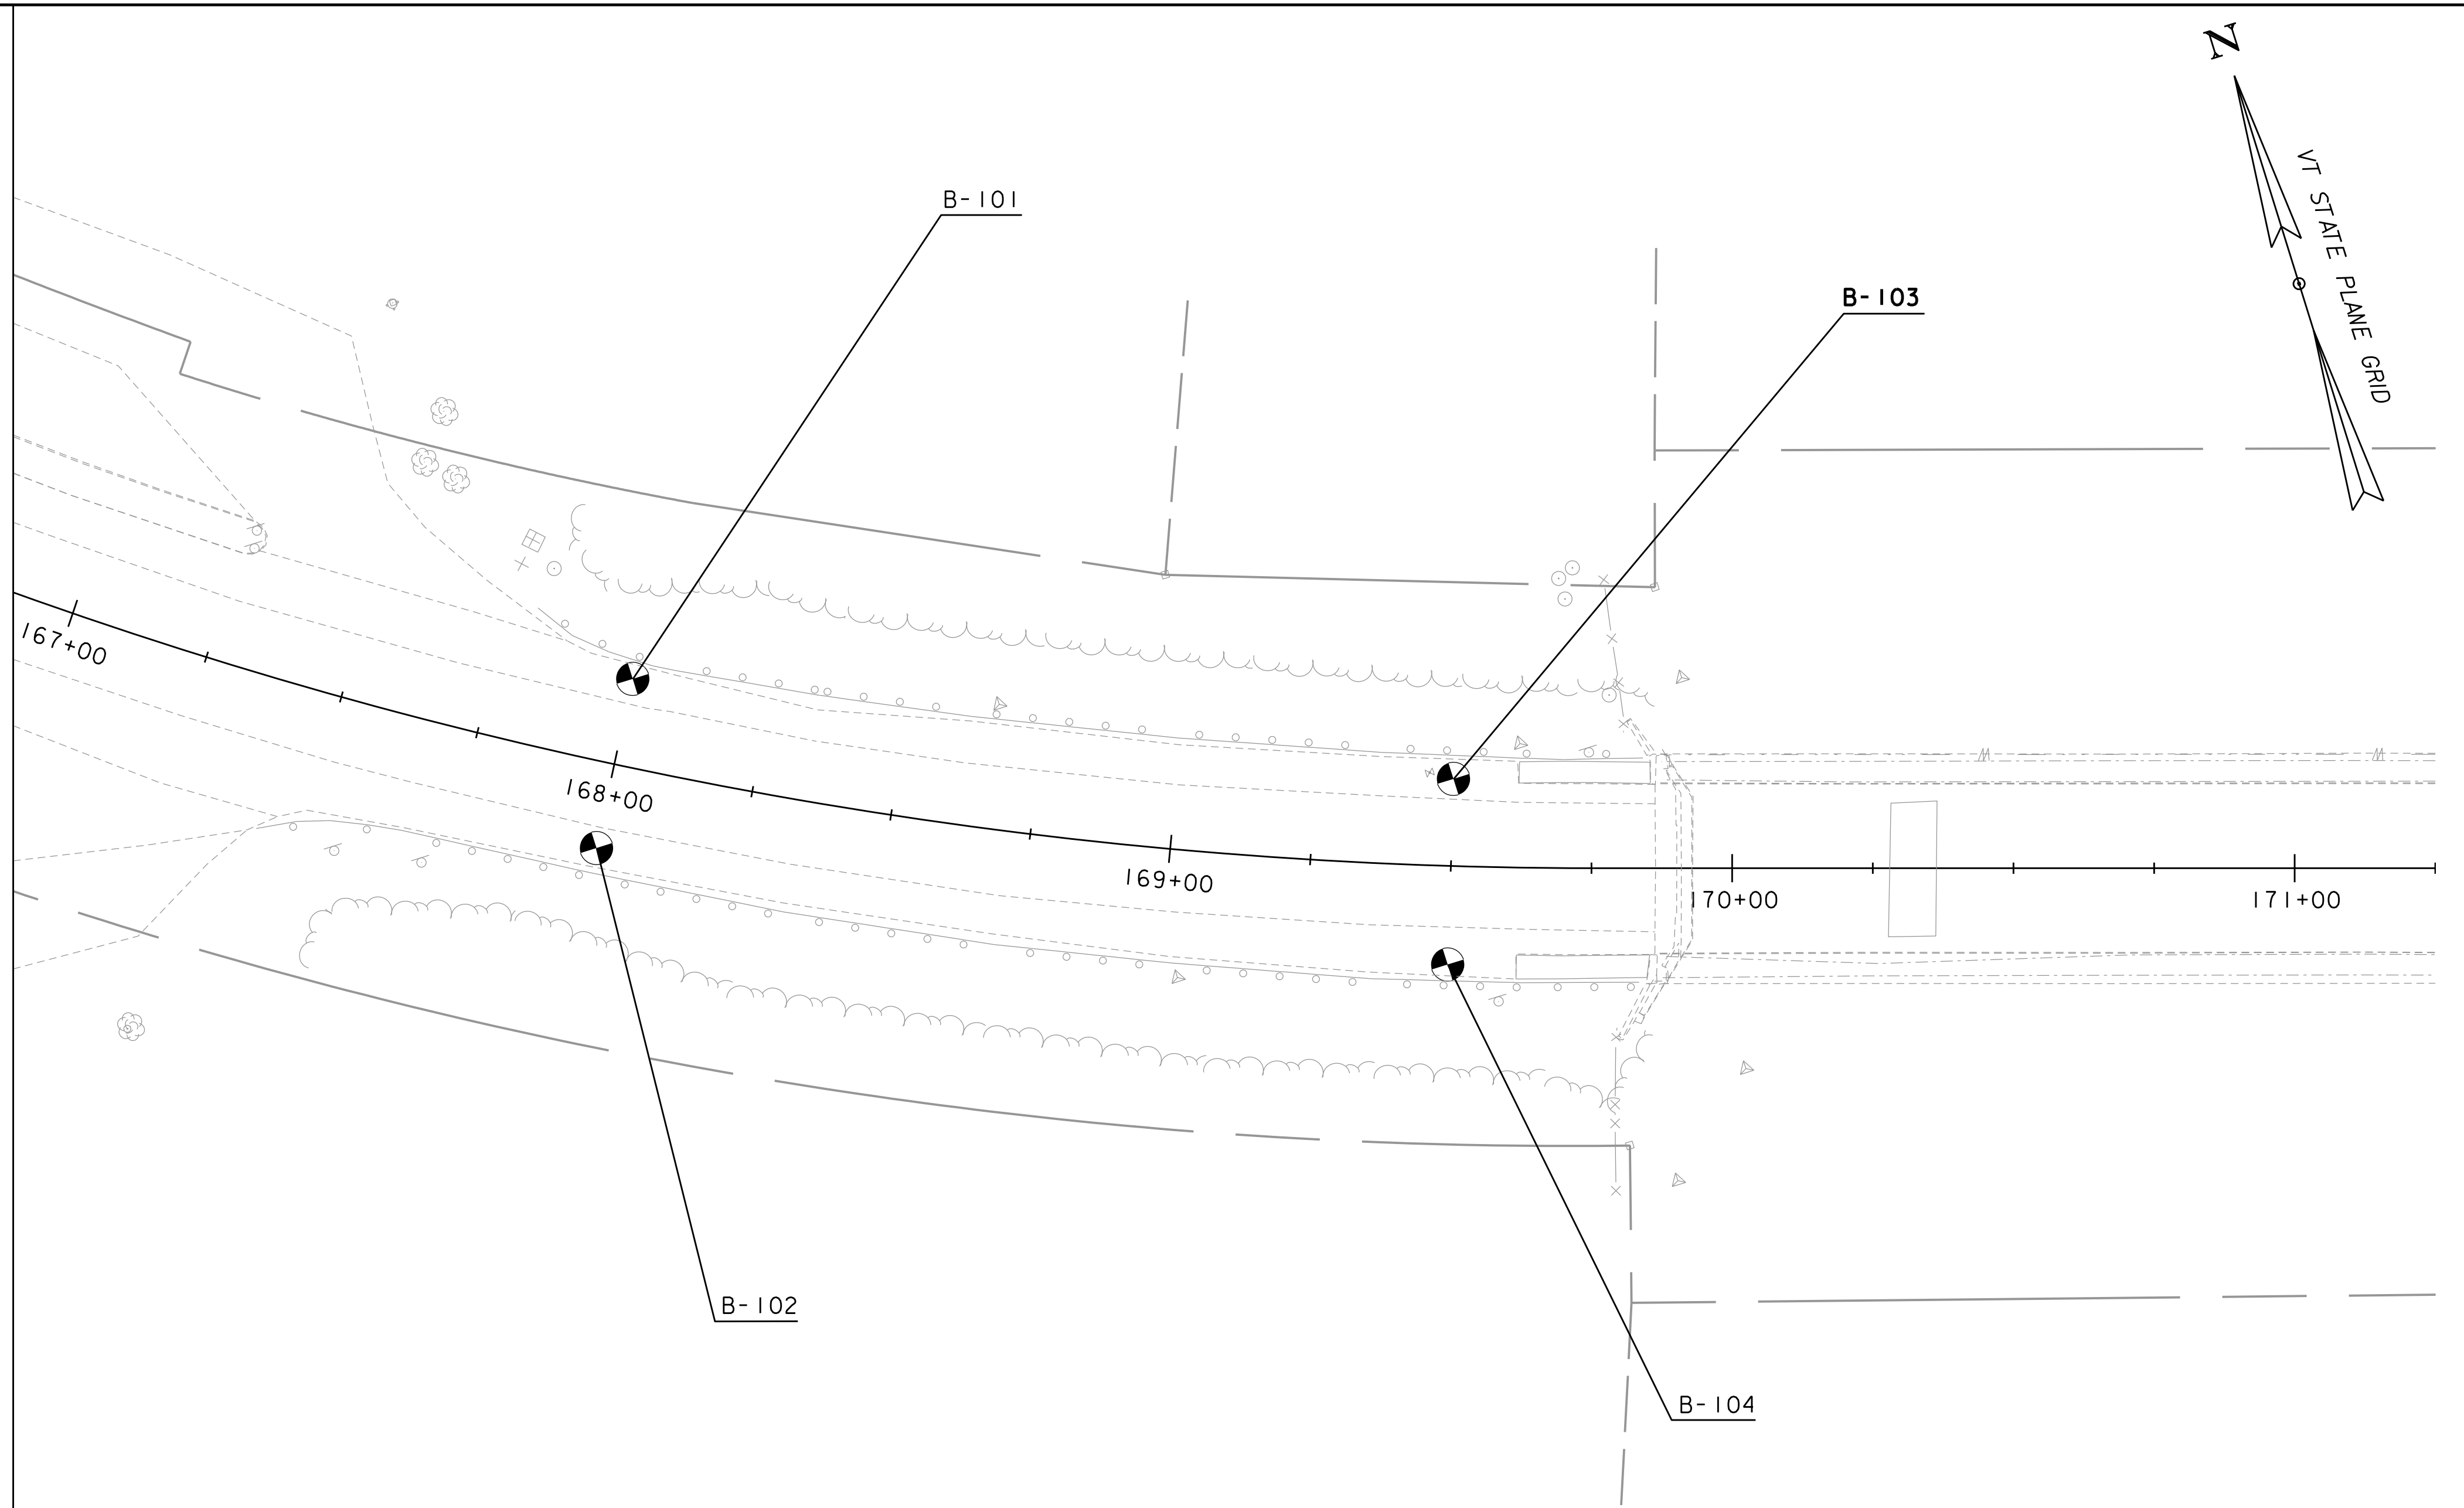 N
VT STATE PLANE GRID
B-101
B-103
167+00
168+00
169+00
170+00
171+00
B-102
B-104